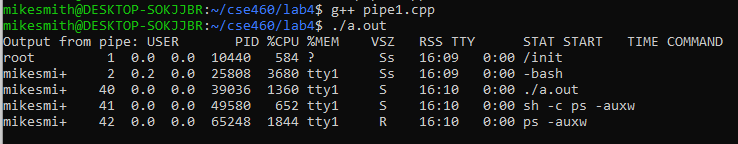 mikesmith@DESKTOP-SOKJJBR:~/cse460/lab4$ g++ pipe1.cpp
mikesmith@DESKTOP-SOKJJBR:~/cse460/lab4$ ./a.out
Output from pipe: USER       PID %CPU %MEM    VSZ   RSS TTY      STAT START   TIME COMMAND
root         1  0.0  0.0  10440   584 ?        Ss   16:09   0:00 /init
mikesmi+     2  0.2  0.0  25808  3680 tty1     Ss   16:09   0:00 -bash
mikesmi+    40  0.0  0.0  39036  1360 tty1     S    16:10   0:00 ./a.out
mikesmi+    41  0.0  0.0  49580   652 tty1     S    16:10   0:00 sh -c ps -auxw
mikesmi+    42  0.0  0.0  65248  1844 tty1     R    16:10   0:00 ps -auxw